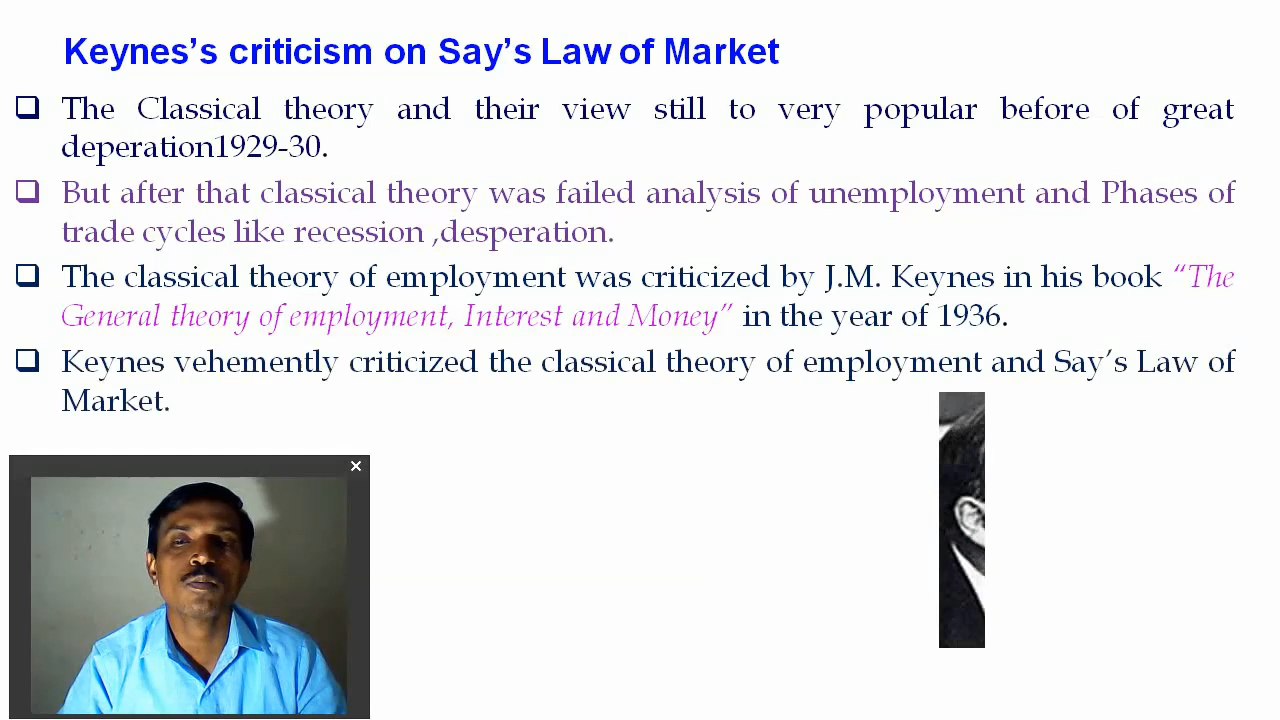 Keynes’s criticism on Say’s Law of Market
❑ The Classical theory and their view still to very popular before of great
deperation1929-30.
❑ But after that classical theory was failed analysis of unemployment and Phases of
trade cycles like recession ,desperation.
❑ The classical theory of employment was criticized by J.M. Keynes in his book “The
General theory of employment, Interest and Money” in the year of 1936.
❑ Keynes vehemently criticized the classical theory of employment and Say’s Law of
Market.